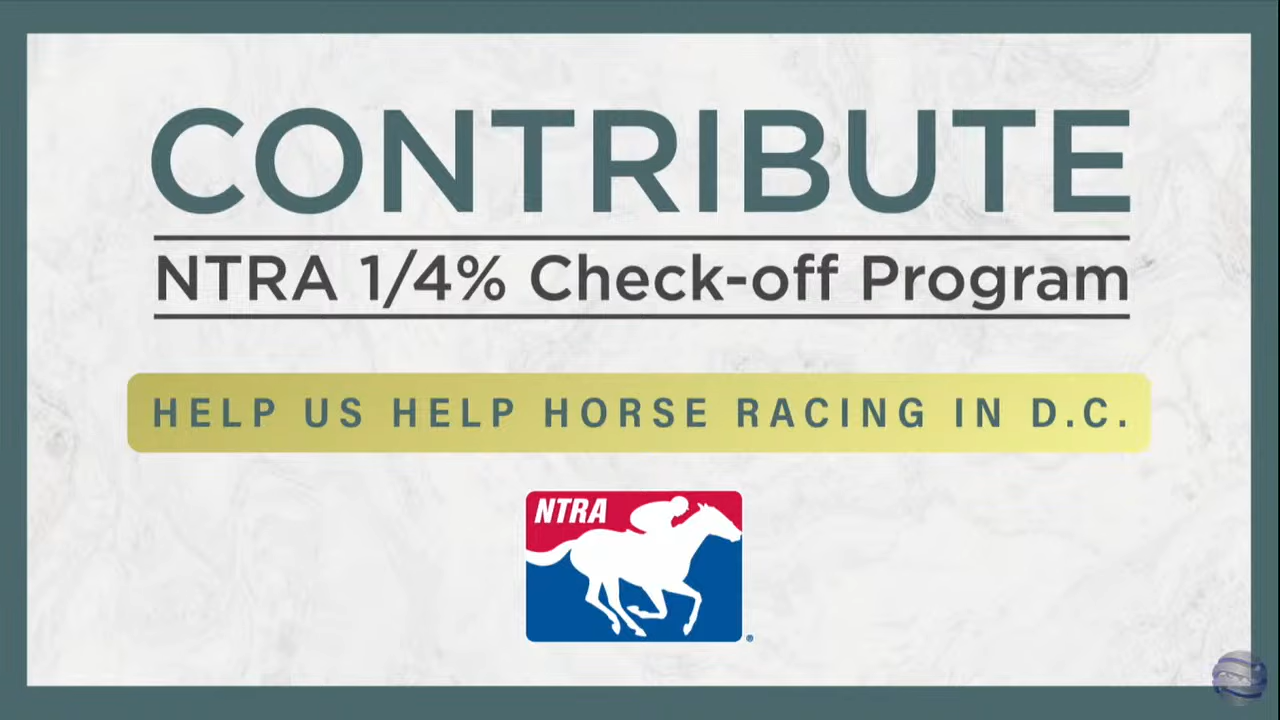 CONTRIBUTE
NTRA 1/4% Check-off Program
HELP US HELP HORSE RACING IN D.C.
NTRA
®